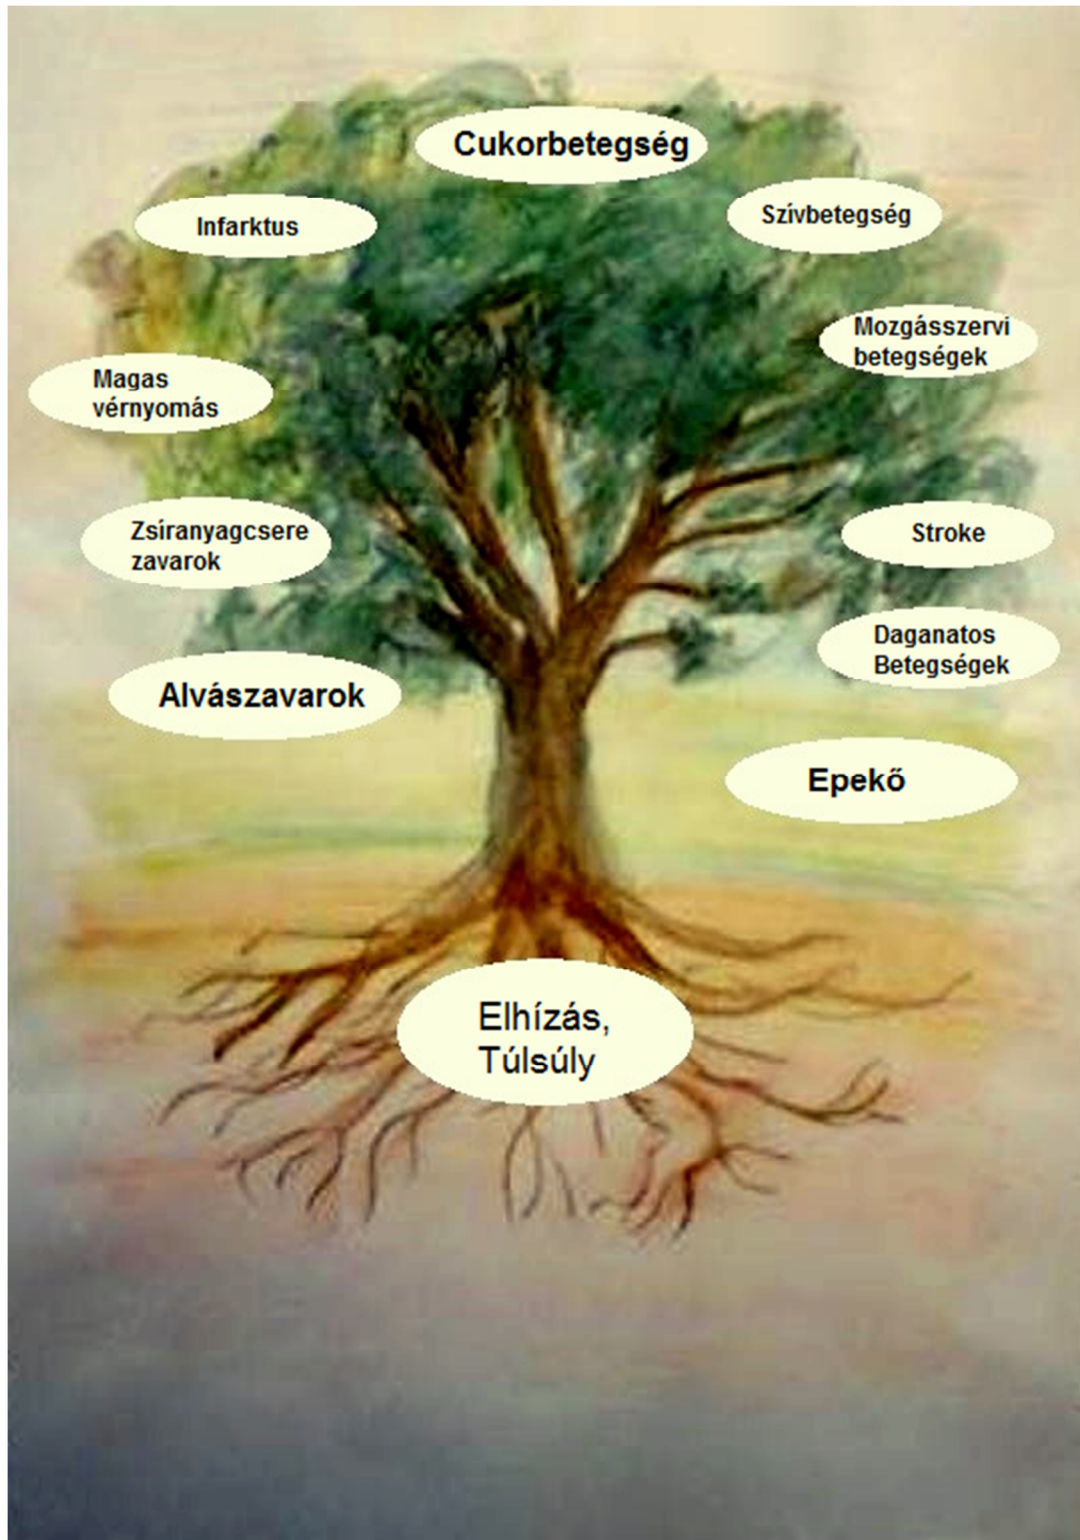 Cukorbetegség
Infarktus
Szívbetegség
Mozgásszervi
betegségek
Magas
vérnyomás
Zsíranyagcsere
zavarok
Stroke
Daganatos
Betegségek
Alvászavarok
Epekő
Elhízás,
Túlsúly